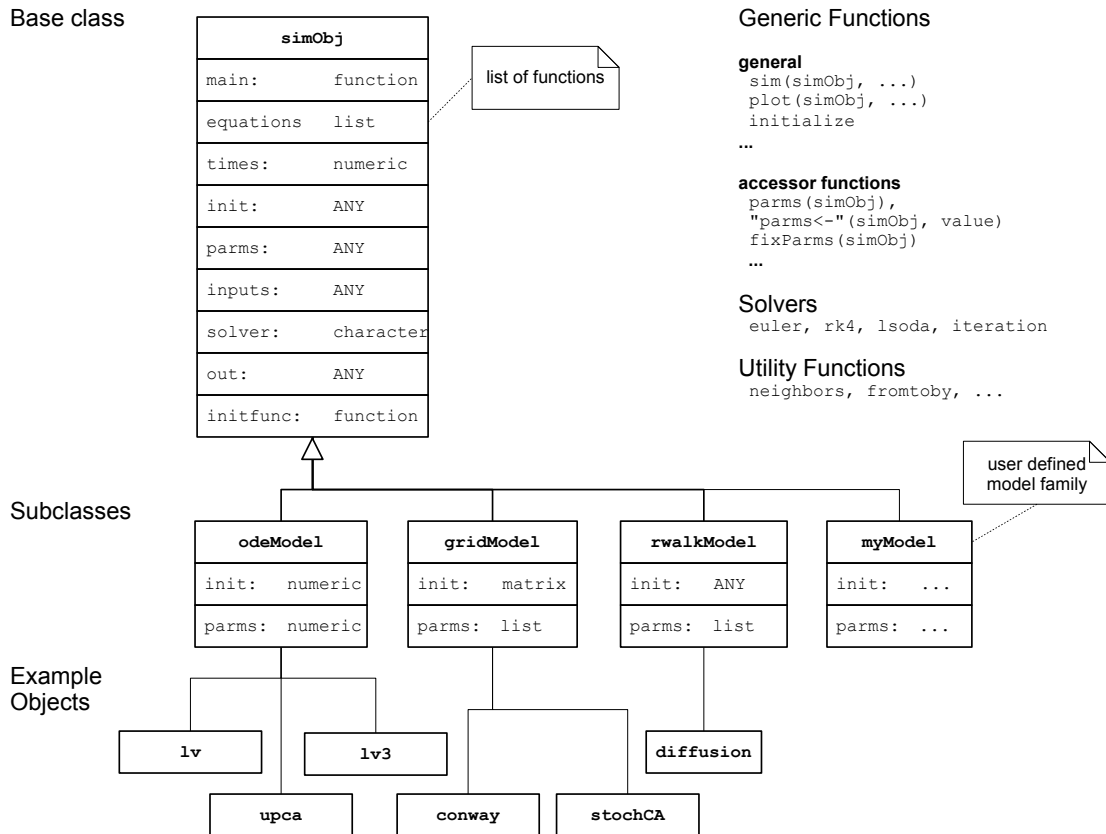 Base class
simObj
main: function
equations list
times: numeric
init: ANY
parms: ANY
inputs: ANY
solver: character
out: ANY
initfunc: function
list of functions
Generic Functions
general
sim(simObj, ...)
plot(simObj, ...)
initialize
...
accessor functions
parms(simObj),
"parms<-"(simObj, value)
fixParms(simObj)
...
Solvers
euler, rk4, lsoda, iteration
Utility Functions
neighbors, fromtoby, ...
user defined
model family
Subclasses
odeModel
init: numeric
parms: numeric
gridModel
init: matrix
parms: list
rwalkModel
init: ANY
parms: list
myModel
init: ...
parms: ...
Example
Objects
lv
lv3
diffusion
upca
conway
stochCA